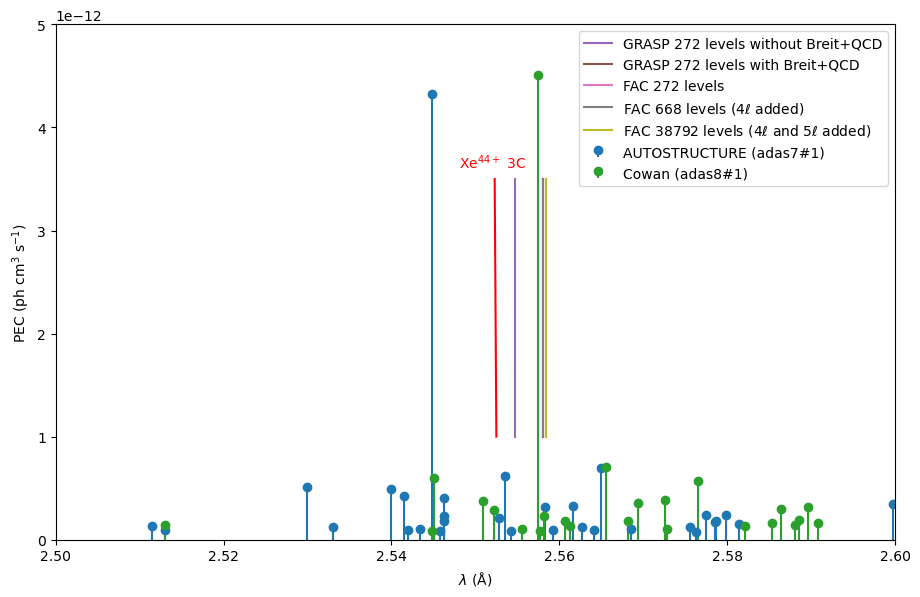 1e−12
5
4
3
2
1
0
PEC (ph cm³ s⁻¹)
GRASP 272 levels without Breit+QCD
GRASP 272 levels with Breit+QCD
FAC 272 levels
FAC 668 levels (4ℓ added)
FAC 38792 levels (4ℓ and 5ℓ added)
AUTOSTRUCTURE (adas7#1)
Cowan (adas8#1)
Xe⁴⁴⁺ 3C
2.50 2.52 2.54 2.56 2.58 2.60
λ (Å)